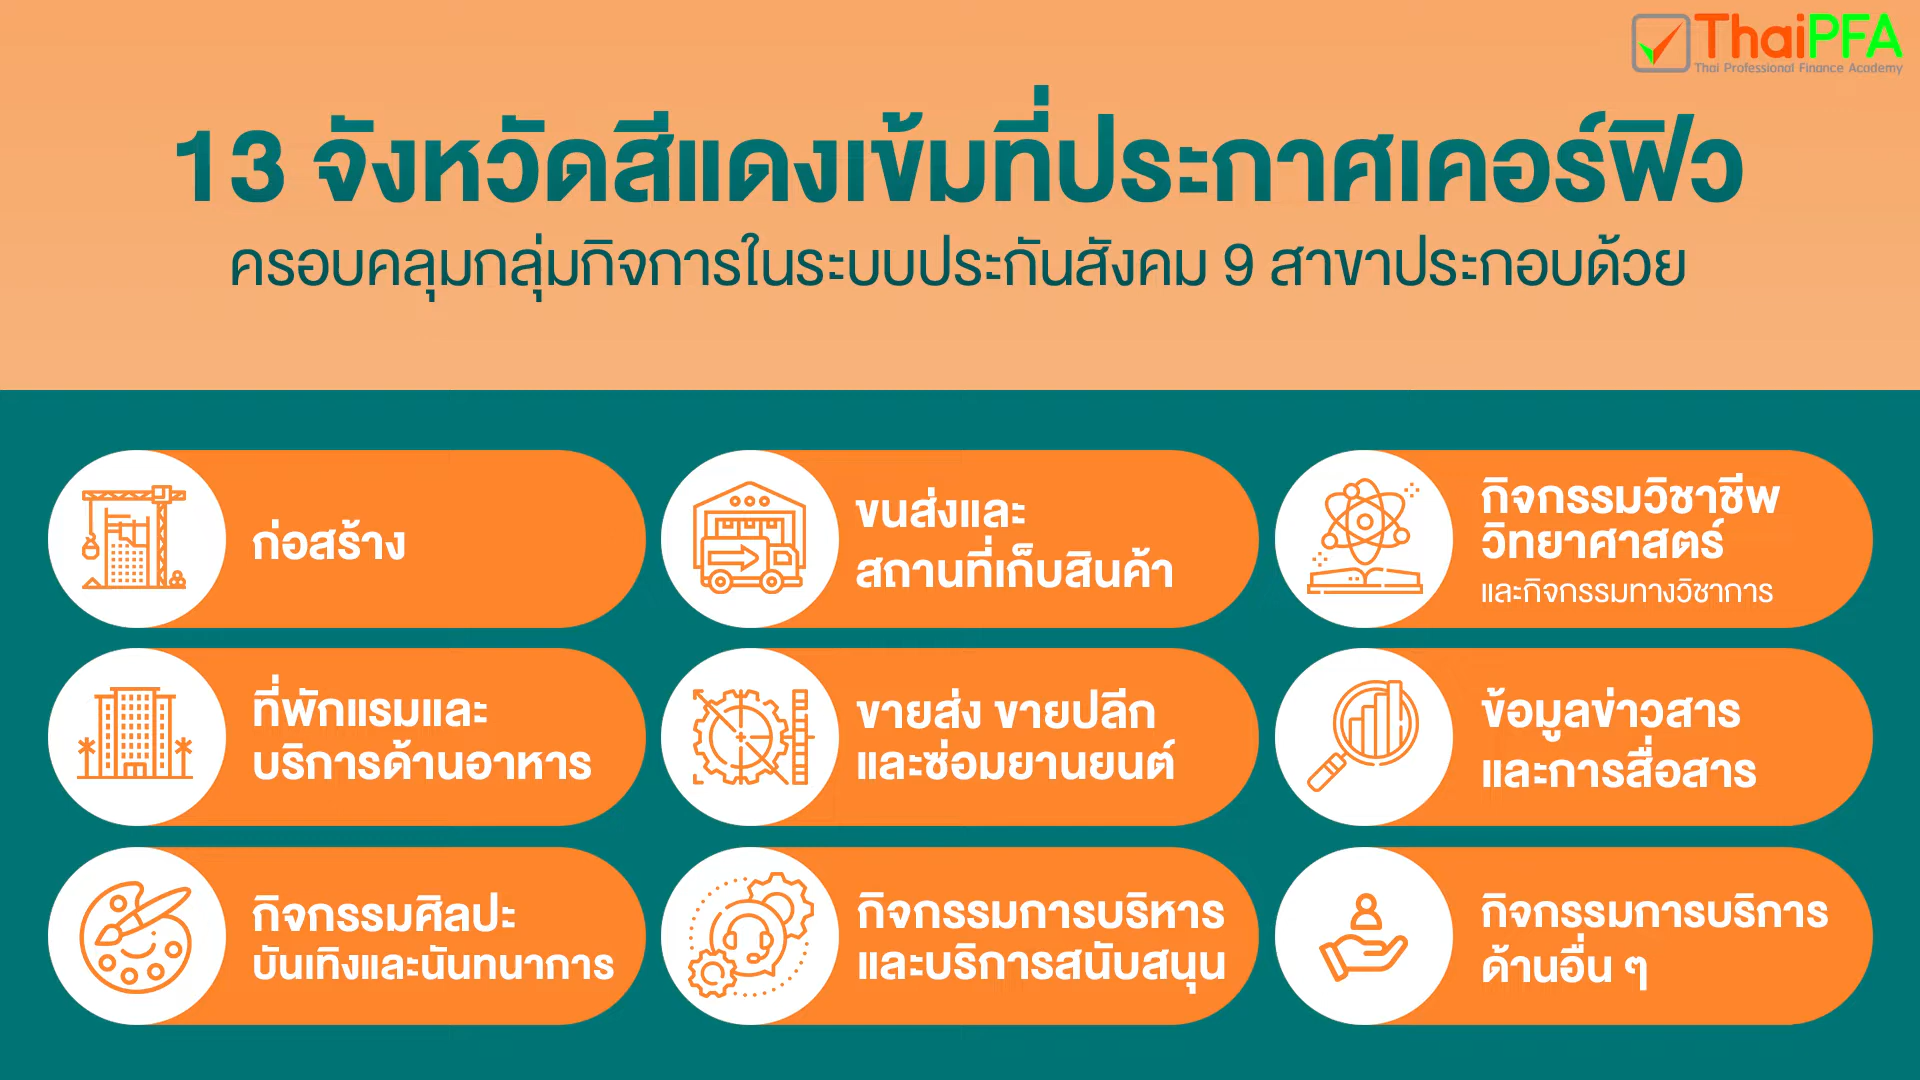 ThaiPFA
Thai Professional Finance Academy
13 จังหวัดสีแดงเข้มที่ประกาศเคอร์ฟิว
ครอบคลุมกลุ่มกิจการในระบบประกันสังคม 9 สาขาประกอบด้วย
ก่อสร้าง
ขนส่งและ
สถานที่เก็บสินค้า
กิจกรรมวิชาชีพ
วิทยาศาสตร์
และกิจกรรมทางวิชาการ
ที่พักแรมและ
บริการด้านอาหาร
ขายส่ง ขายปลีก
และซ่อมยานยนต์
ข้อมูลข่าวสาร
และการสื่อสาร
กิจกรรมศิลปะ
บันเทิงและนันทนาการ
กิจกรรมการบริหาร
และบริการสนับสนุน
กิจกรรมการบริการ
ด้านอื่น ๆ